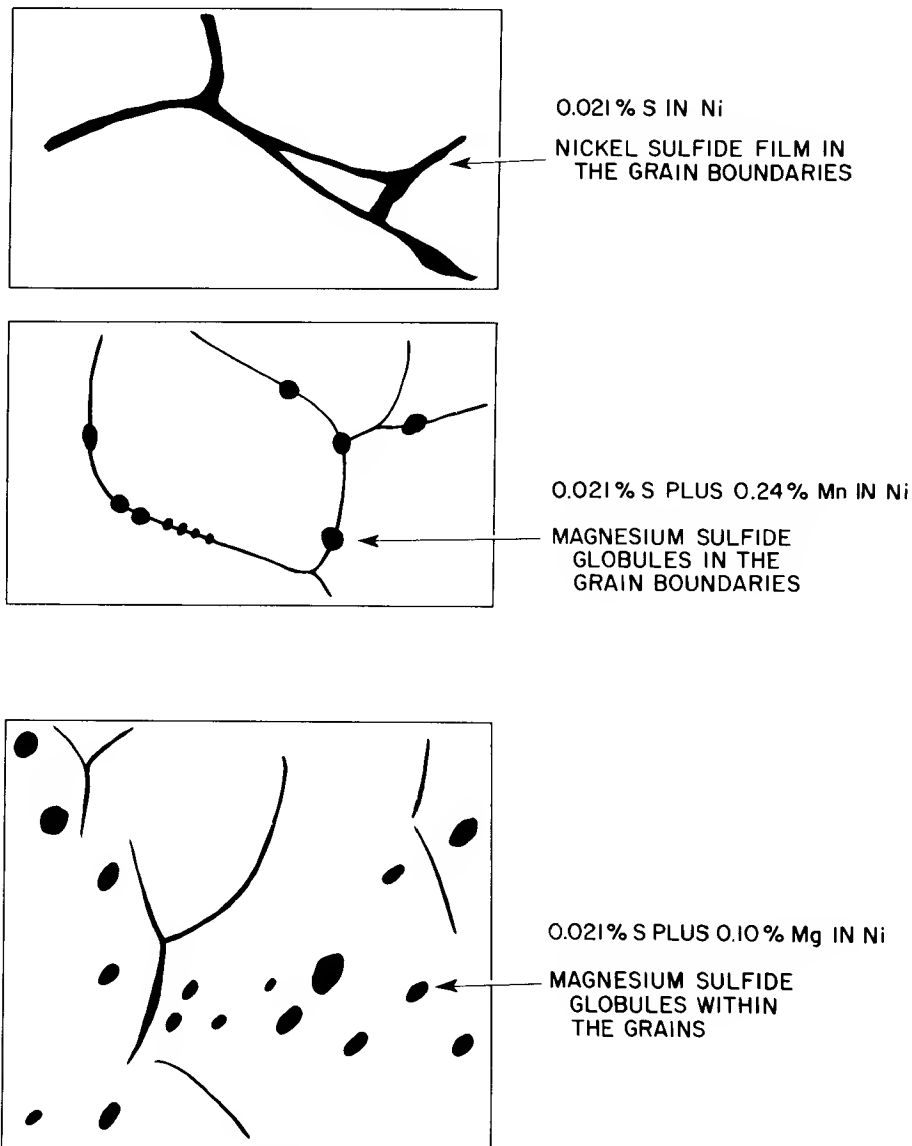 0.021% S IN Ni
NICKEL SULFIDE FILM IN
THE GRAIN BOUNDARIES
0.021% S PLUS 0.24% Mn IN Ni
MAGNESIUM SULFIDE
GLOBULES IN THE
GRAIN BOUNDARIES
0.021% S PLUS 0.10% Mg IN Ni
MAGNESIUM SULFIDE
GLOBULES WITHIN
THE GRAINS